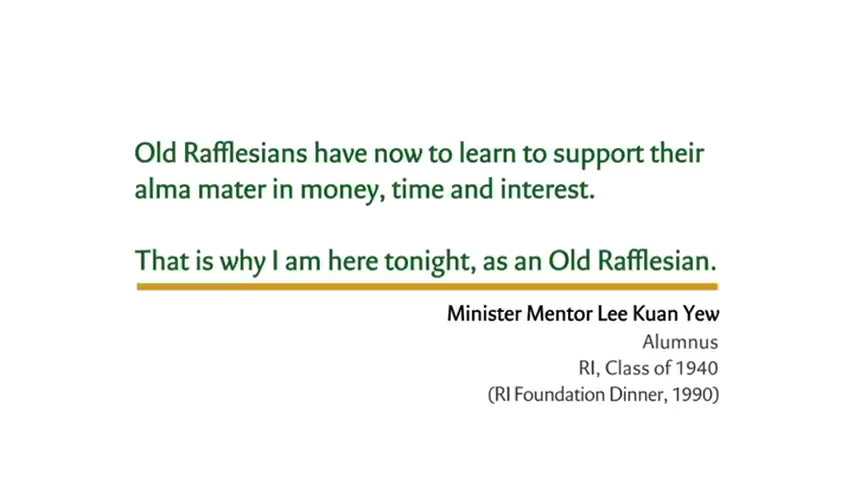 Old Rafflesians have now to learn to support their
alma mater in money, time and interest.
That is why I am here tonight, as an Old Rafflesian.
Minister Mentor Lee Kuan Yew
Alumnus
RI, Class of 1940
(RI Foundation Dinner, 1990)